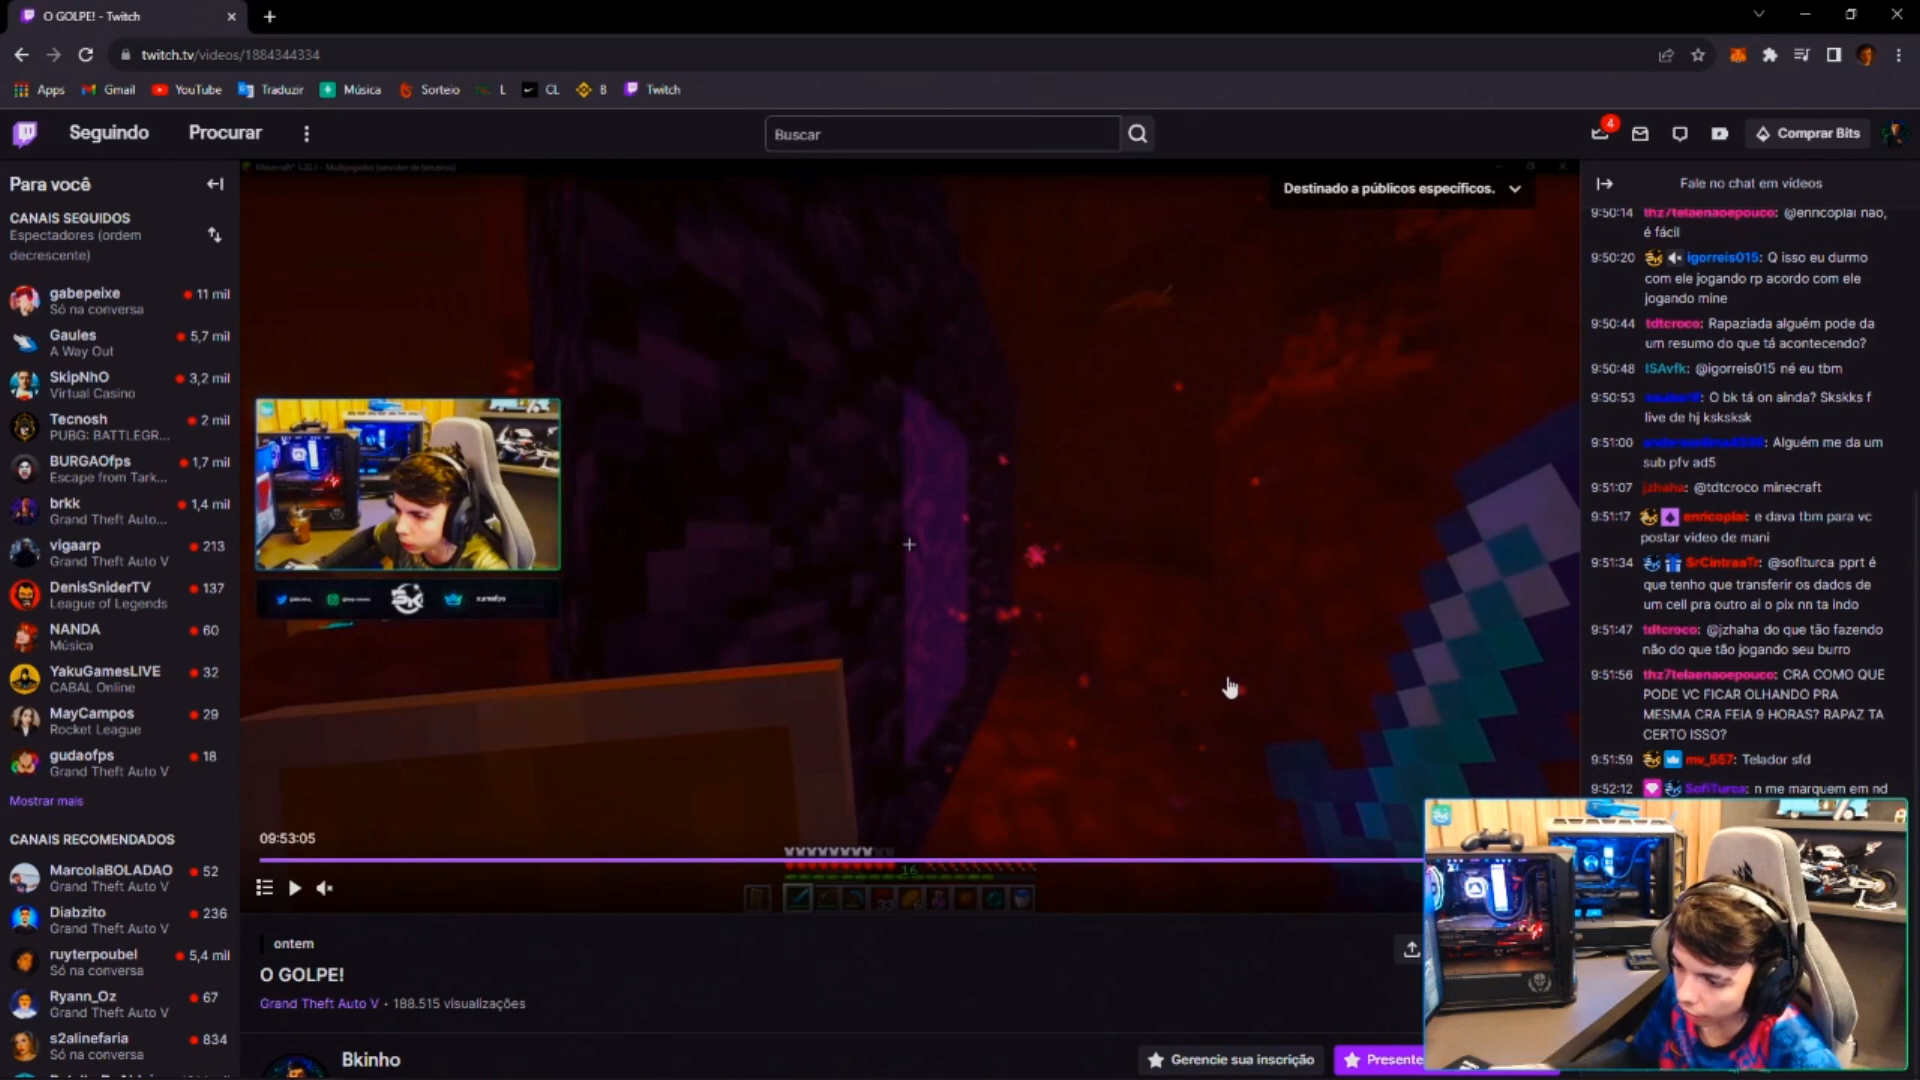 O GOLPE! - Twitch
twitch.tv/videos/1884344334
Apps
Gmail
YouTube
Traduzir
Música
Sorteio
L
CL
B
Twitch
Seguindo
Procurar
Buscar
4
Comprar Bits
Para você
CANAIS SEGUIDOS
Espectadores (ordem
decrescente)
gabepeixe 11 mil
Só na conversa
Gaules 5,7 mil
A Way Out
SkipNhO 3,2 mil
Virtual Casino
Tecnosh 2 mil
PUBG: BATTLEGR...
BURGAOfps 1,7 mil
Escape from Tark...
brkk 1,4 mil
Grand Theft Auto...
vigaarp 213
Grand Theft Auto V
DenisSniderTV 137
League of Legends
NANDA 60
Música
YakuGamesLIVE 32
CABAL Online
MayCampos 29
Rocket League
gudaofps 18
Grand Theft Auto V
Mostrar mais
CANAIS RECOMENDADOS
MarcolaBOLADAO 52
Grand Theft Auto V
Diabzito 236
Grand Theft Auto V
ruyterpoubel 5,4 mil
Só na conversa
Ryann_Oz 67
Grand Theft Auto V
s2alinefaria 834
Só na conversa
Destinado a públicos específicos.
09:53:05
16
ontem
O GOLPE!
Grand Theft Auto V • 188.515 visualizações
Bkinho
Gerencie sua inscrição
Presente
Fale no chat em vídeos
9:50:14 thz7telaenaoepouco: @enricoplai nao,
é fácil
9:50:20 igorreis015: Q isso eu durmo
com ele jogando rp acordo com ele
jogando mine
9:50:44 tdtcroco: Rapaziada alguém pode da
um resumo do que tá acontecendo?
9:50:48 ISAvfk: @igorreis015 né eu tbm
9:50:53 : O bk tá on ainda? Skskks f
live de hj ksksksk
9:51:00 : Alguém me da um
sub pfv ad5
9:51:07 jzhaha: @tdtcroco minecraft
9:51:17 enricoplai: e dava tbm para vc
postar video de mani
9:51:34 SrCintraaTr: @sofiturca pprt é
que tenho que transferir os dados de
um cell pra outro ai o pix nn ta indo
9:51:47 tdtcroco: @jzhaha do que tão fazendo
não do que tão jogando seu burro
9:51:56 thz7telaenaoepouco: CRA COMO QUE
PODE VC FICAR OLHANDO PRA
MESMA CRA FEIA 9 HORAS? RAPAZ TA
CERTO ISSO?
9:51:59 mv_557: Telador sfd
9:52:12 SofiTurca: n me marquem em nd